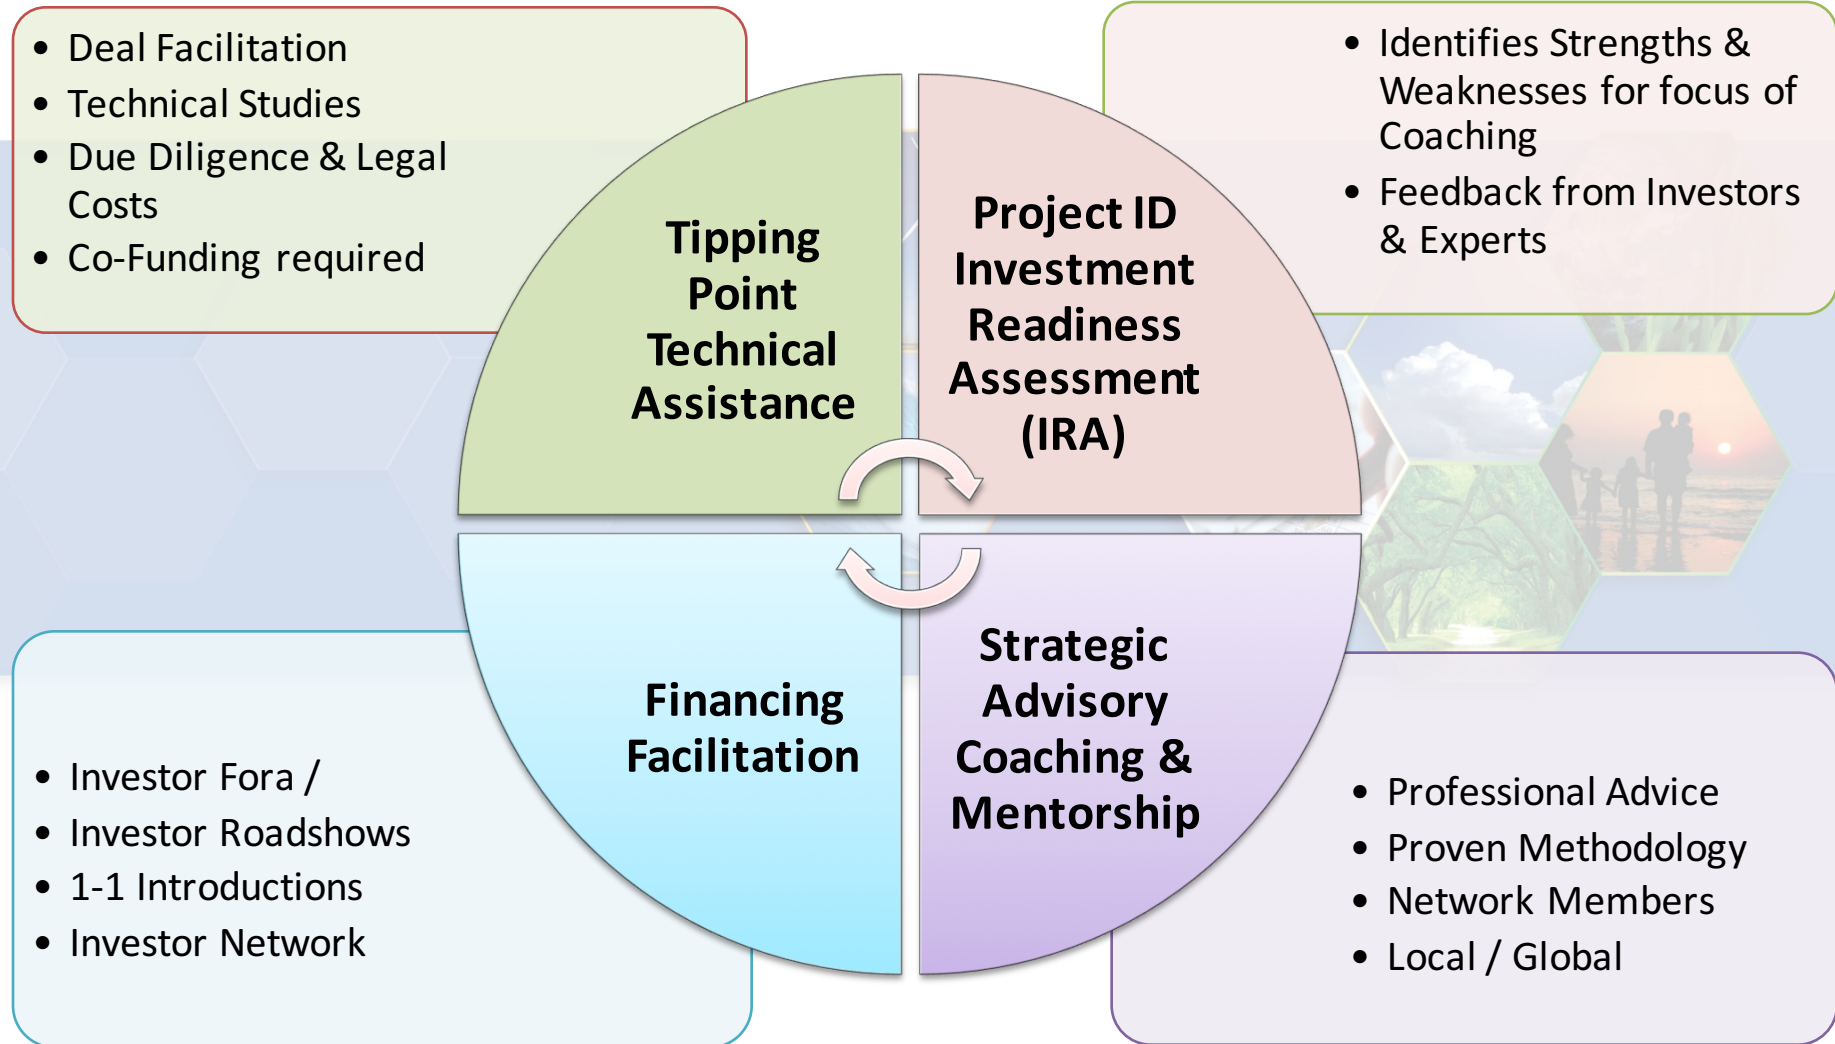 • Deal Facilitation
• Technical Studies
• Due Diligence & Legal
Costs
• Co-Funding required
• Identifies Strengths &
Weaknesses for focus of
Coaching
• Feedback from Investors
& Experts
Tipping
Point
Technical
Assistance
Project ID
Investment
Readiness
Assessment
(IRA)
Financing
Facilitation
Strategic
Advisory
Coaching &
Mentorship
• Investor Fora /
• Investor Roadshows
• 1-1 Introductions
• Investor Network
• Professional Advice
• Proven Methodology
• Network Members
• Local / Global